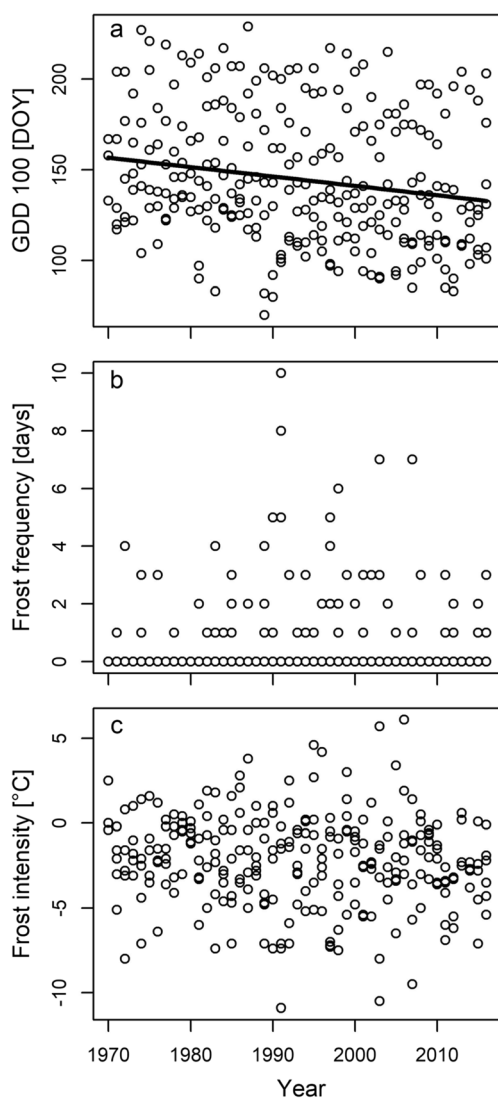 a
GDD 100 [DOY]
200
150
100
b
Frost frequency [days]
10
8
6
4
2
0
c
Frost intensity [°C]
5
0
-5
-10
1970 1980 1990 2000 2010
Year